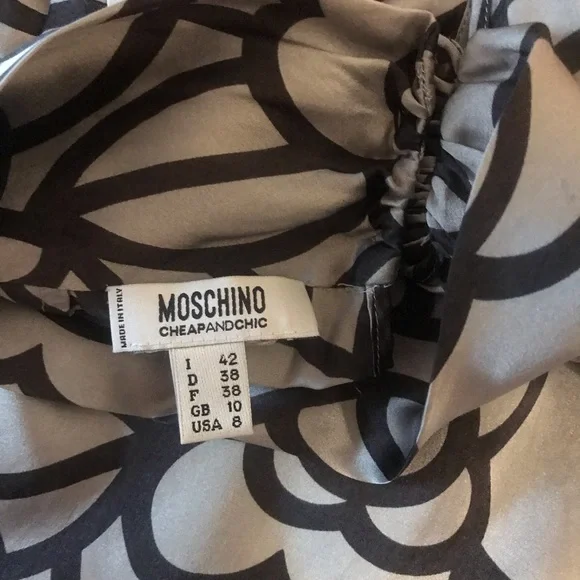 MOSCHINO
CHEAPANDCHIC
MADE IN ITALY
I 42
D 38
F 38
GB 10
USA 8